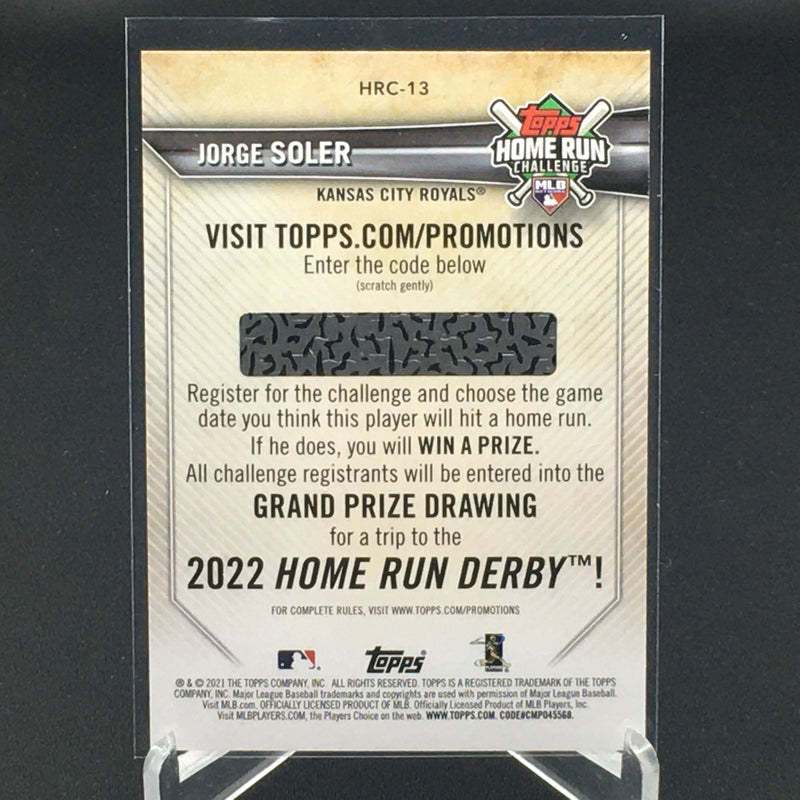 HRC-13
Topps
HOME RUN
CHALLENGE
MLB
JORGE SOLER
KANSAS CITY ROYALS®
VISIT TOPPS.COM/PROMOTIONS
Enter the code below
(scratch gently)
Register for the challenge and choose the game
date you think this player will hit a home run.
If he does, you will WIN A PRIZE.
All challenge registrants will be entered into the
GRAND PRIZE DRAWING
for a trip to the
2022 HOME RUN DERBY™!
FOR COMPLETE RULES, VISIT WWW.TOPPS.COM/PROMOTIONS
Topps
® & © 2021 THE TOPPS COMPANY, INC. ALL RIGHTS RESERVED. TOPPS IS A REGISTERED TRADEMARK OF THE TOPPS
COMPANY, INC. Major League Baseball trademarks and copyrights are used with permission of Major League Baseball.
Visit MLB.com. OFFICIALLY LICENSED PRODUCT OF MLB. Officially Licensed Product of MLB Players, Inc.
Visit MLBPLAYERS.COM, the Players Choice on the web. WWW.TOPPS.COM. CODE#CMP045568.